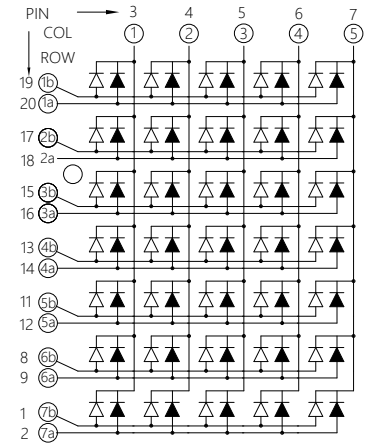 PIN 3 4 5 6 7
COL 1 2 3 4 5
ROW
19 1b
20 1a
17 2b
18 2a
15 3b
16 3a
13 4b
14 4a
11 5b
12 5a
8 6b
9 6a
1 7b
2 7a